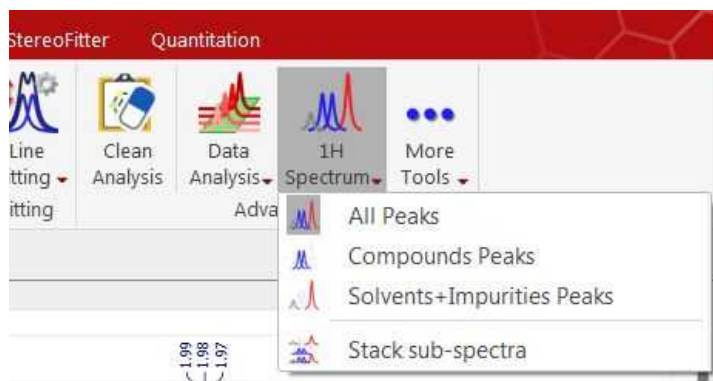 StereoFitter Quantitation
Line Clean Data 1H More
tting Analysis Analysis Spectrum Tools
itting Adva
All Peaks
Compounds Peaks
Solvents+Impurities Peaks
Stack sub-spectra
1.99
1.98
1.97